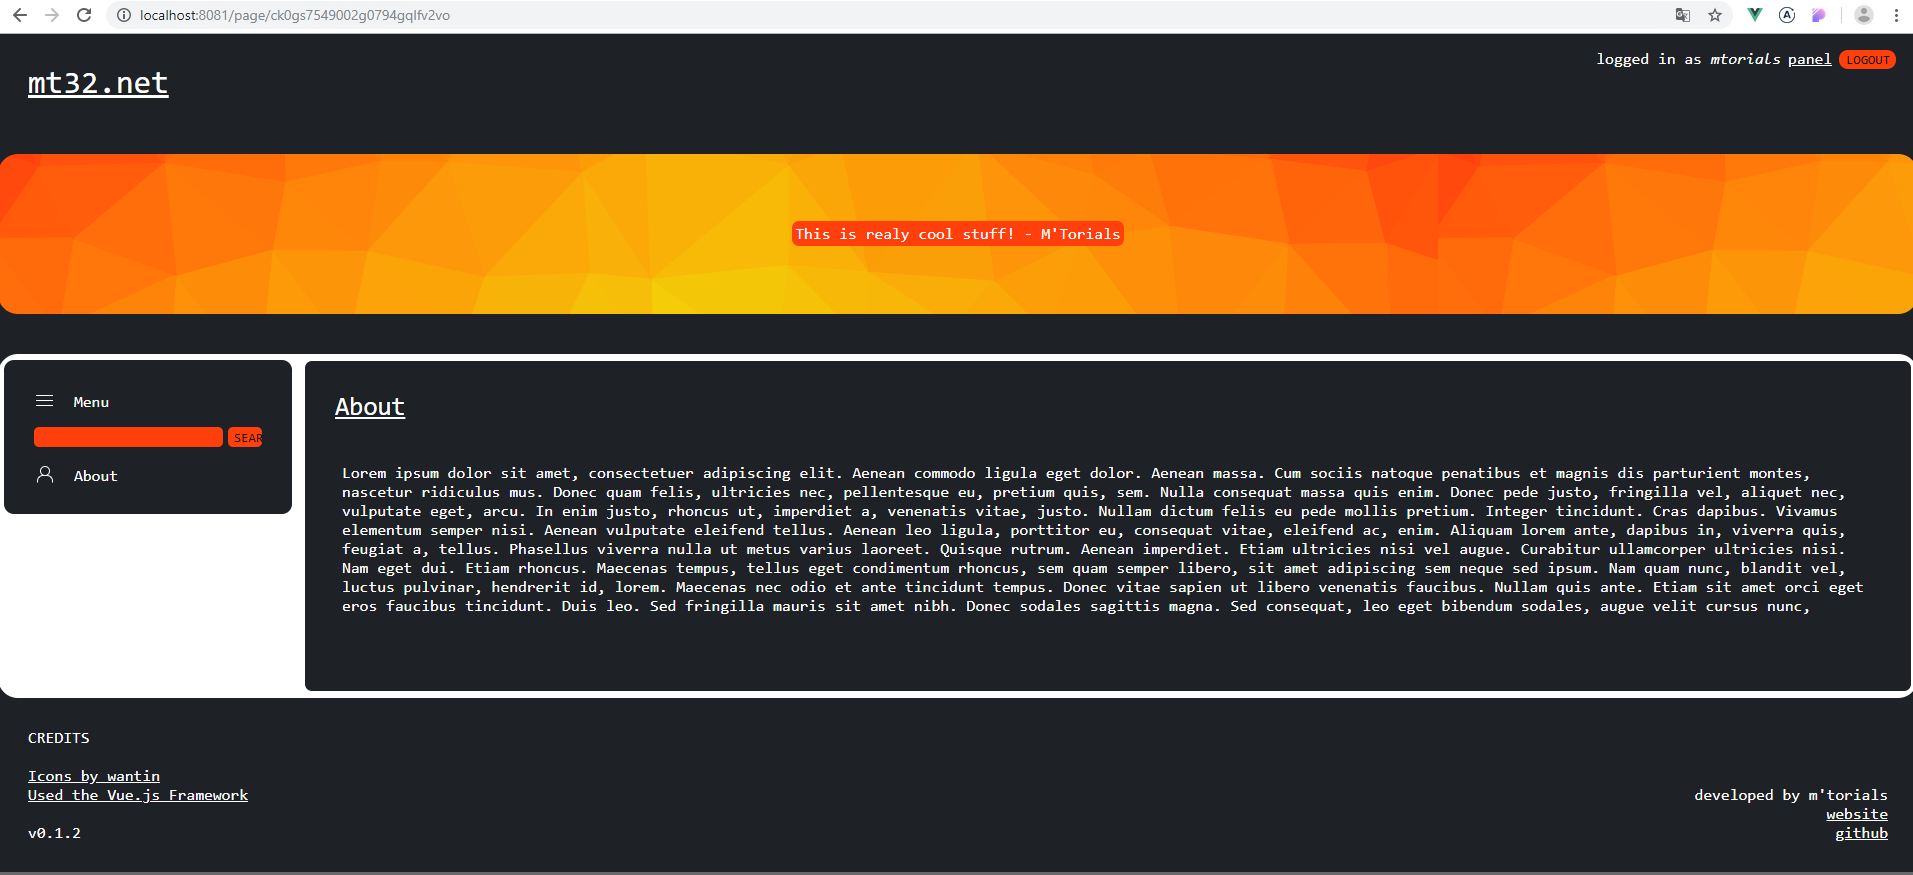 localhost:8081/page/ck0gs7549002g0794gqlfv2vo
logged in as mtorials panel LOGOUT
mt32.net
This is realy cool stuff! - M'Torials
Menu
SEAR
About
About
Lorem ipsum dolor sit amet, consectetuer adipiscing elit. Aenean commodo ligula eget dolor. Aenean massa. Cum sociis natoque penatibus et magnis dis parturient montes,
nascetur ridiculus mus. Donec quam felis, ultricies nec, pellentesque eu, pretium quis, sem. Nulla consequat massa quis enim. Donec pede justo, fringilla vel, aliquet nec,
vulputate eget, arcu. In enim justo, rhoncus ut, imperdiet a, venenatis vitae, justo. Nullam dictum felis eu pede mollis pretium. Integer tincidunt. Cras dapibus. Vivamus
elementum semper nisi. Aenean vulputate eleifend tellus. Aenean leo ligula, porttitor eu, consequat vitae, eleifend ac, enim. Aliquam lorem ante, dapibus in, viverra quis,
feugiat a, tellus. Phasellus viverra nulla ut metus varius laoreet. Quisque rutrum. Aenean imperdiet. Etiam ultricies nisi vel augue. Curabitur ullamcorper ultricies nisi.
Nam eget dui. Etiam rhoncus. Maecenas tempus, tellus eget condimentum rhoncus, sem quam semper libero, sit amet adipiscing sem neque sed ipsum. Nam quam nunc, blandit vel,
luctus pulvinar, hendrerit id, lorem. Maecenas nec odio et ante tincidunt tempus. Donec vitae sapien ut libero venenatis faucibus. Nullam quis ante. Etiam sit amet orci eget
eros faucibus tincidunt. Duis leo. Sed fringilla mauris sit amet nibh. Donec sodales sagittis magna. Sed consequat, leo eget bibendum sodales, augue velit cursus nunc,
CREDITS
Icons by wantin
Used the Vue.js Framework
v0.1.2
developed by m'torials
website
github